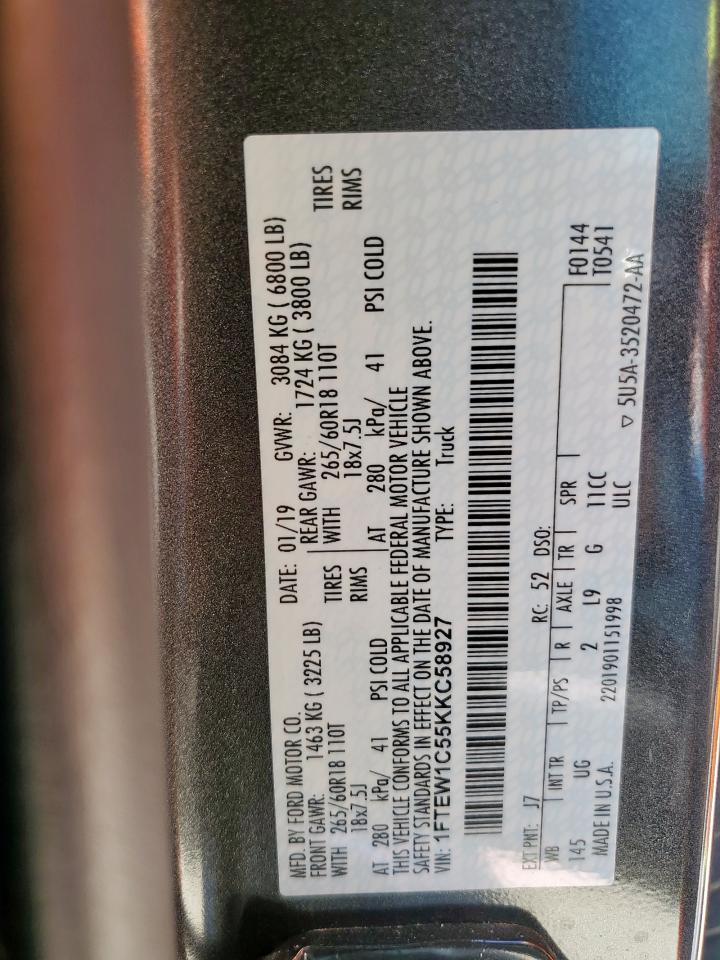 MFD. BY FORD MOTOR CO. DATE: 01/19 GVWR: 3084 KG ( 6800 LB)
FRONT GAWR: 1463 KG ( 3225 LB) REAR GAWR: 1724 KG ( 3800 LB)
WITH 265/60R18 110T TIRES WITH 265/60R18 110T TIRES
18x7.5J RIMS 18x7.5J RIMS
AT 280 kPa/ 41 PSI COLD AT 280 kPa/ 41 PSI COLD
THIS VEHICLE CONFORMS TO ALL APPLICABLE FEDERAL MOTOR VEHICLE
SAFETY STANDARDS IN EFFECT ON THE DATE OF MANUFACTURE SHOWN ABOVE.
VIN: 1FTEW1C55KKC58927 TYPE: Truck
EXT PNT: J7 RC: 52 DSO:
WB INT TR TP/PS R AXLE TR SPR F0144
145 UG 2 L9 G 11CC T0541
MADE IN U.S.A. 2201901151998 ULC
▽ 5U5A-3520472-AA